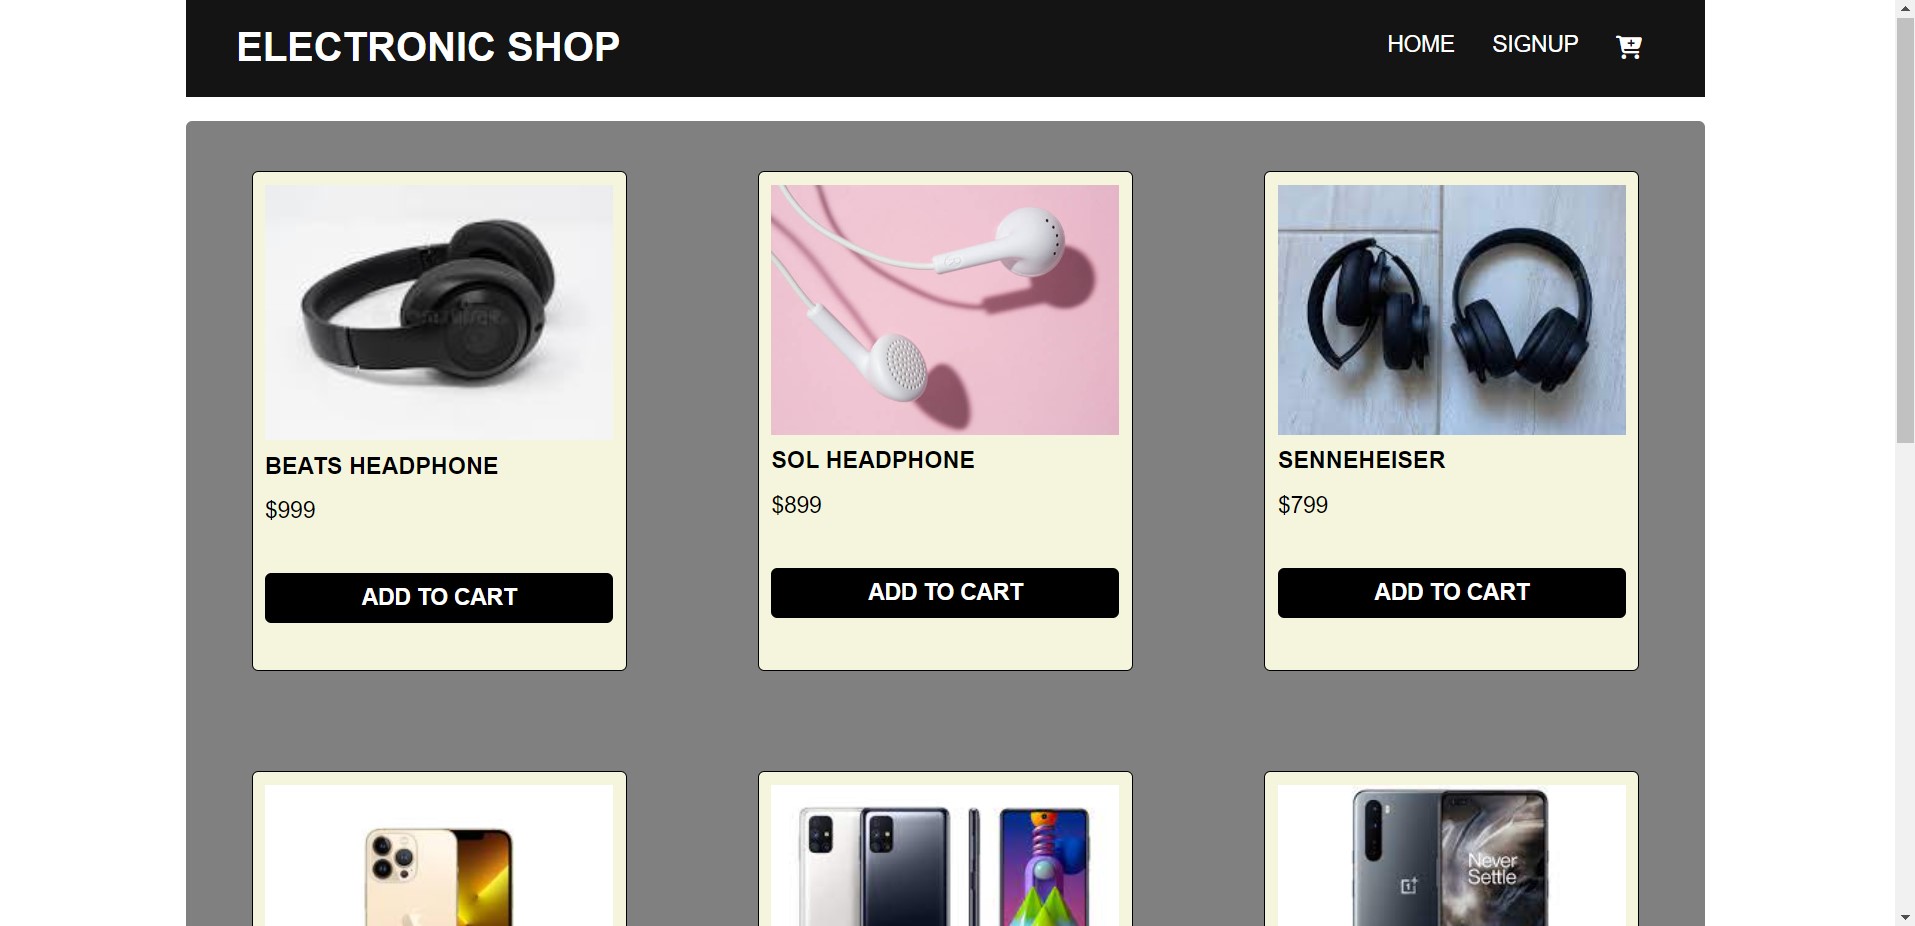 ELECTRONIC SHOP
HOME SIGNUP
BEATS HEADPHONE
$999
ADD TO CART
SOL HEADPHONE
$899
ADD TO CART
SENNEHEISER
$799
ADD TO CART
Never
Settle